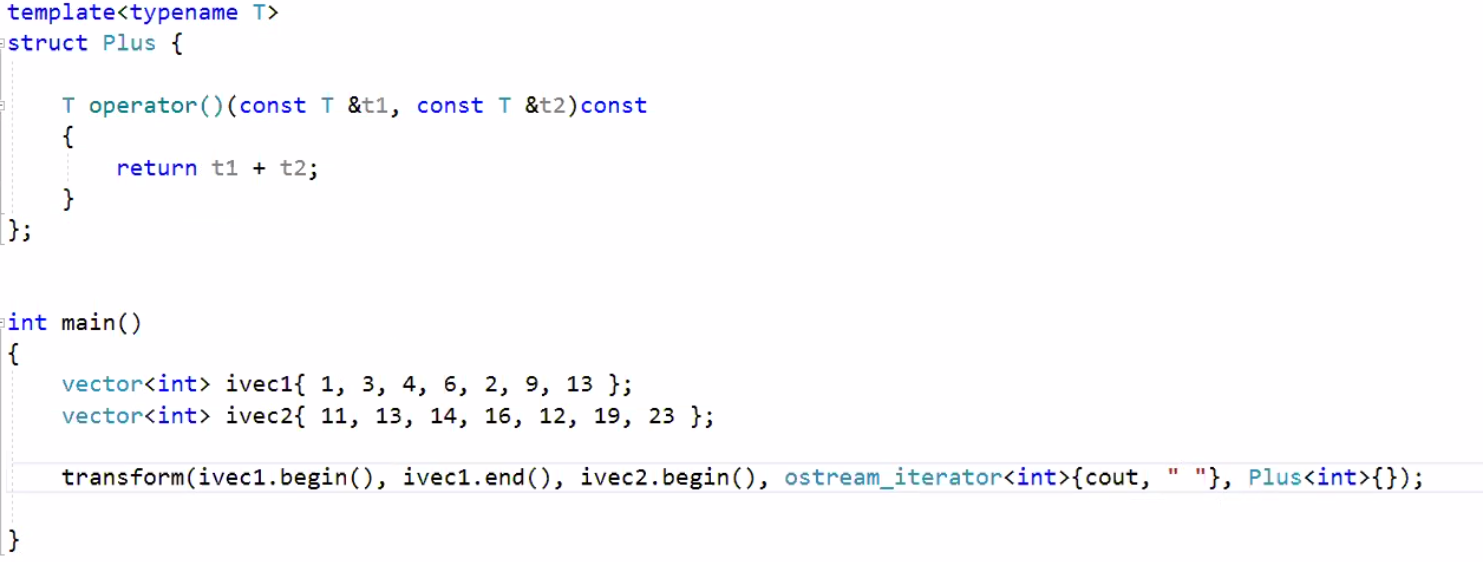 template<typename T>
struct Plus {
T operator()(const T &t1, const T &t2)const
{
return t1 + t2;
}
};
int main()
{
vector<int> ivec1{ 1, 3, 4, 6, 2, 9, 13 };
vector<int> ivec2{ 11, 13, 14, 16, 12, 19, 23 };
transform(ivec1.begin(), ivec1.end(), ivec2.begin(), ostream_iterator<int>{cout, " "}, Plus<int>{});
}